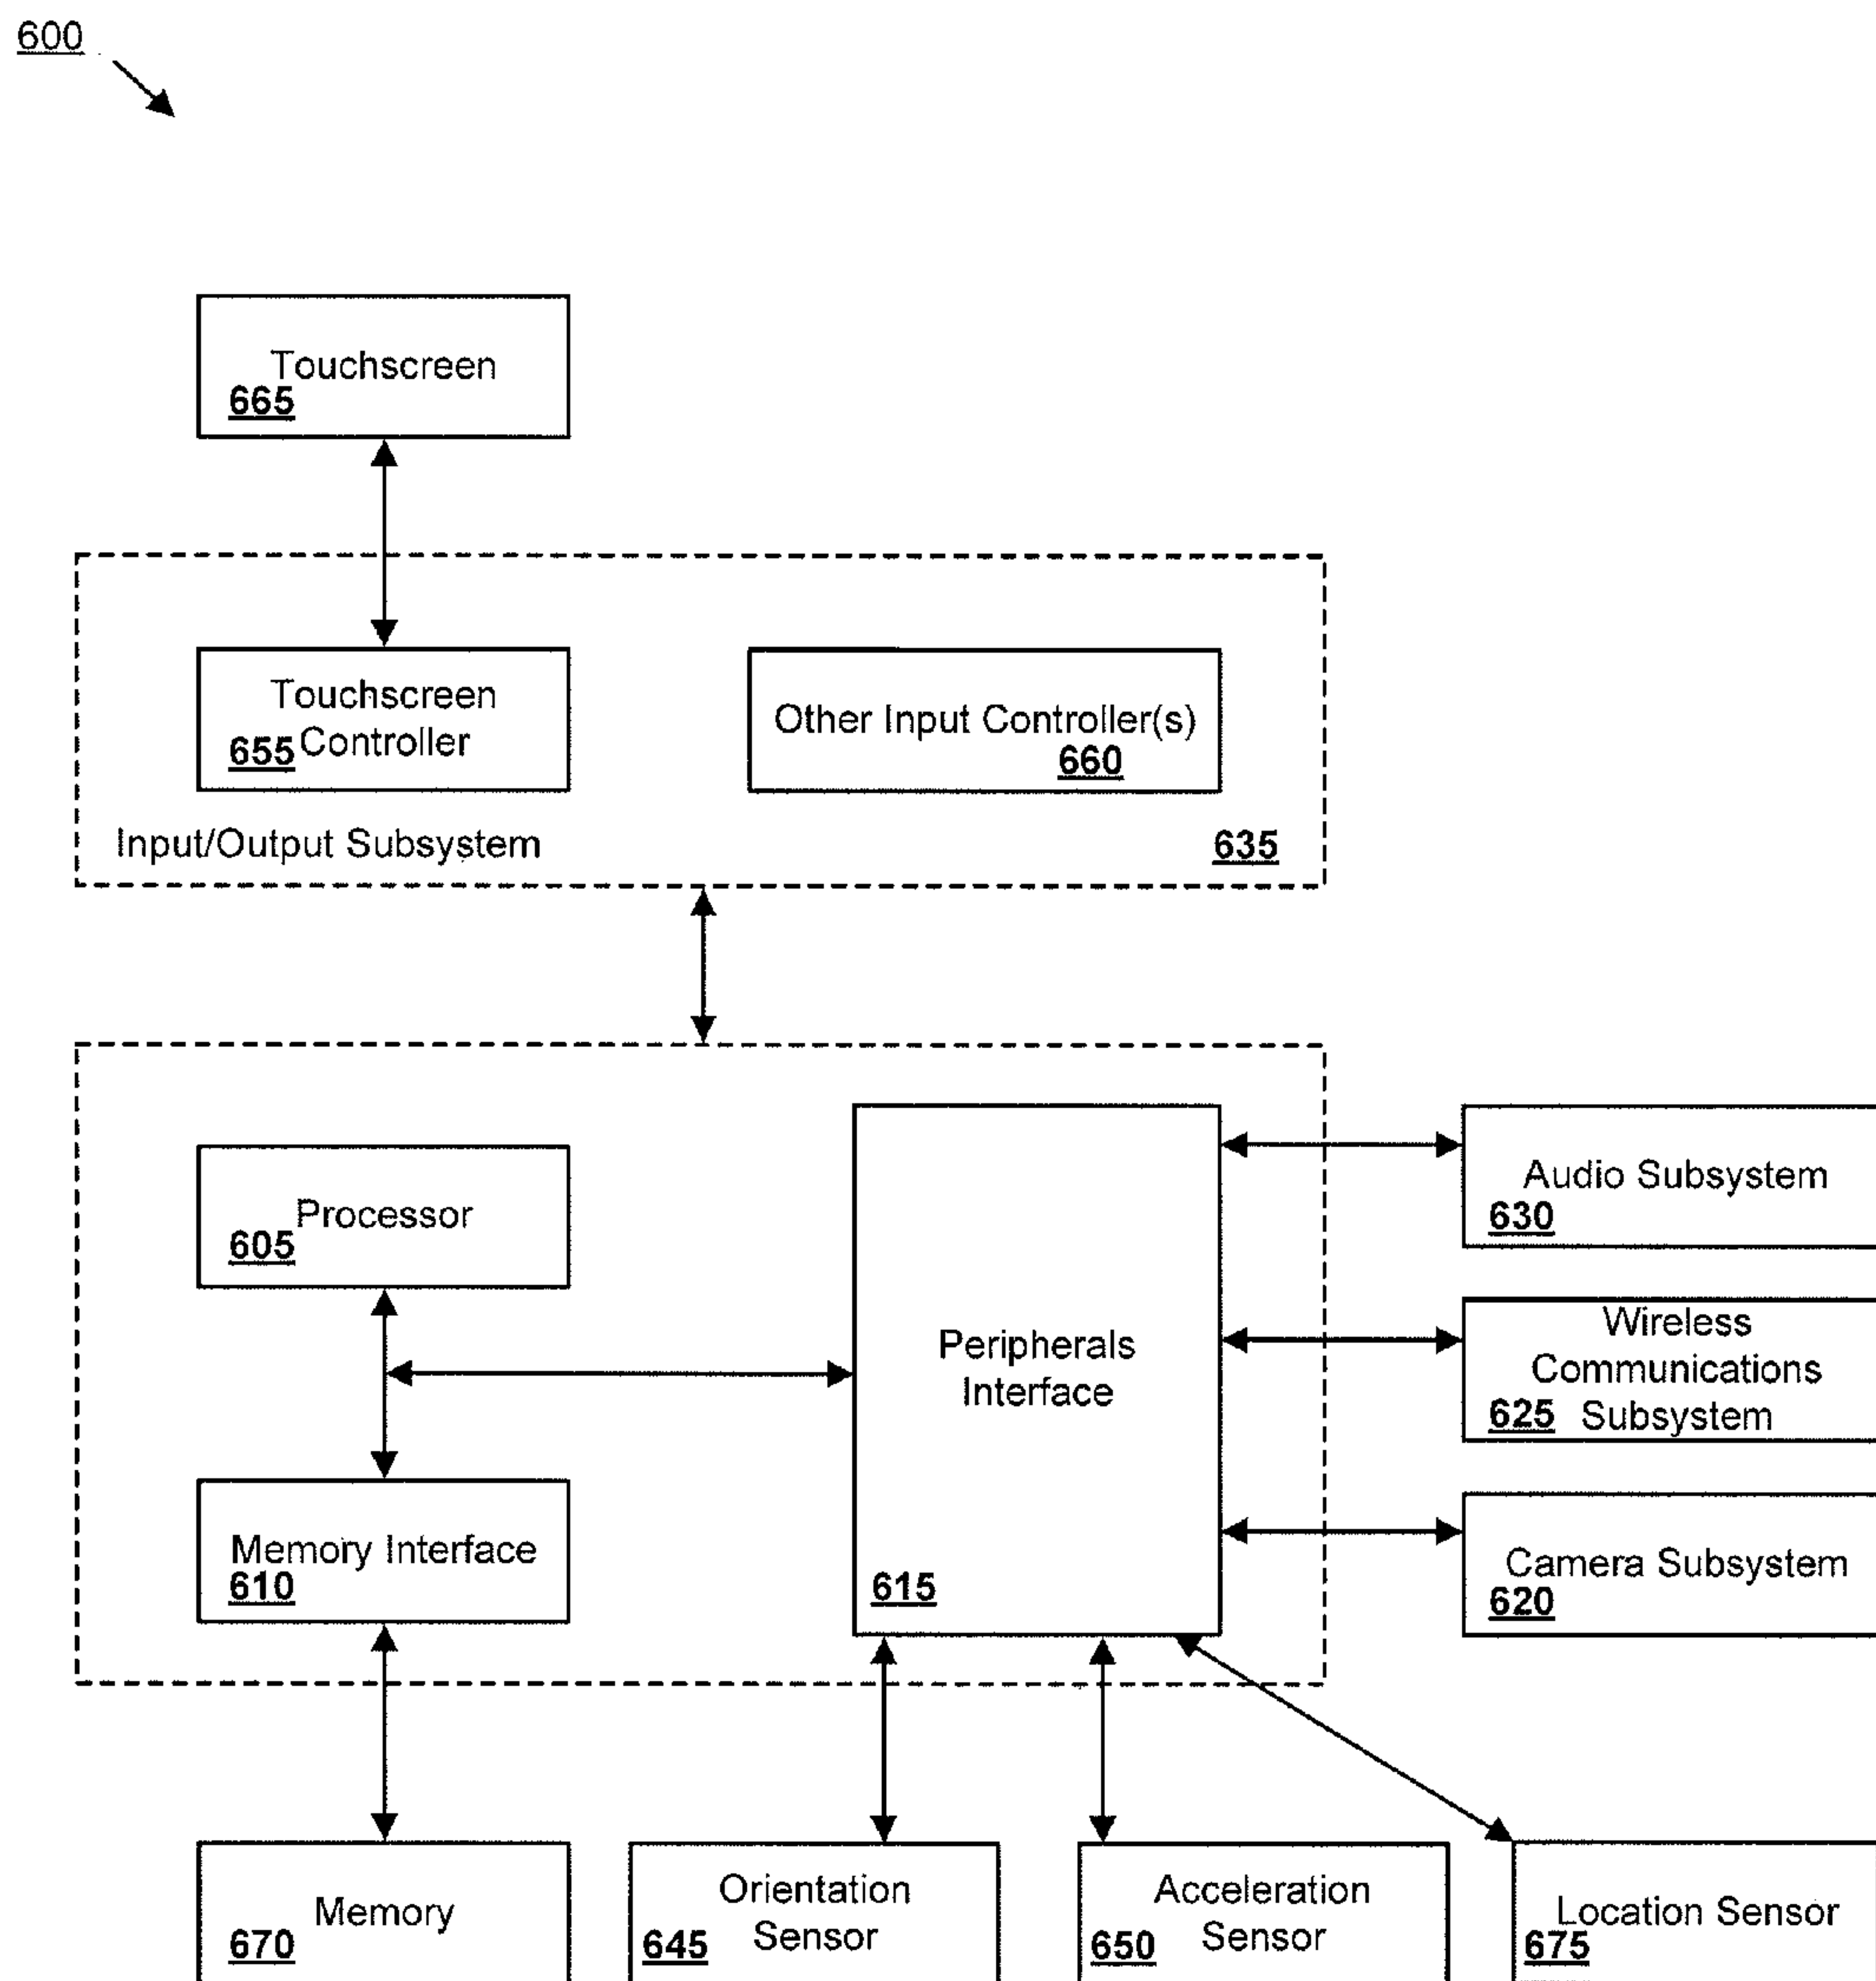 600
Touchscreen
665
Touchscreen
655 Controller
Other Input Controller(s)
660
Input/Output Subsystem
635
Processor
605
Peripherals
Interface
615
Memory Interface
610
Audio Subsystem
630
Wireless
Communications
625 Subsystem
Camera Subsystem
620
Memory
670
Orientation
645 Sensor
Acceleration
650 Sensor
Location Sensor
675